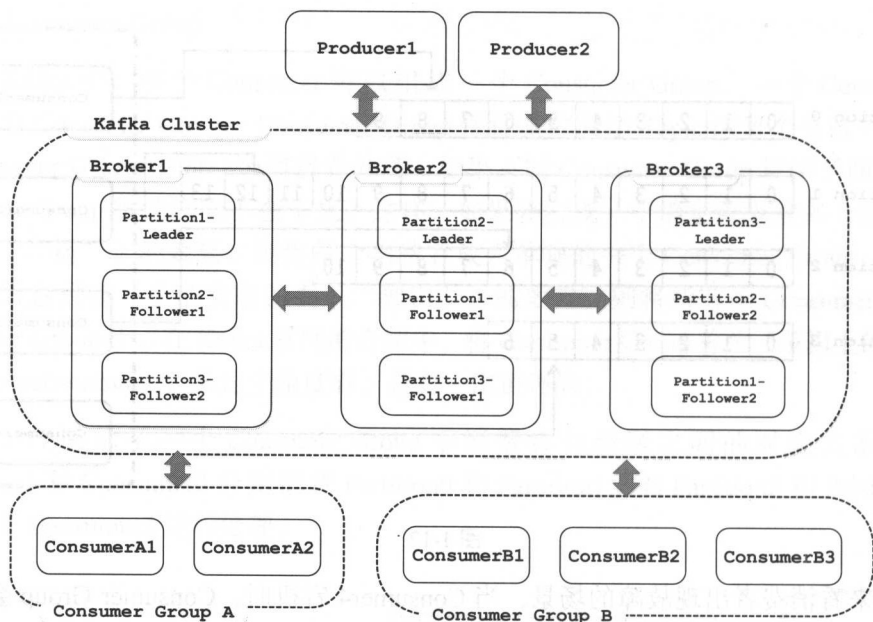 Producer1
Producer2
Kafka Cluster
Broker1
Broker2
Broker3
Partition1-
Leader
Partition2-
Leader
Partition3-
Leader
Partition2-
Follower1
Partition1-
Follower1
Partition2-
Follower2
Partition3-
Follower2
Partition3-
Follower1
Partition1-
Follower2
ConsumerA1
ConsumerA2
ConsumerB1
ConsumerB2
ConsumerB3
Consumer Group A
Consumer Group B